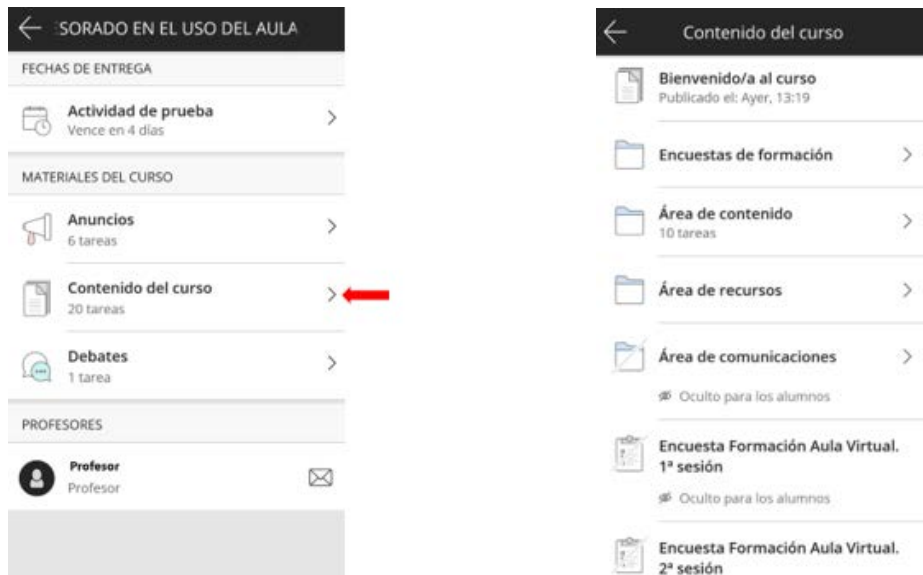 SORADO EN EL USO DEL AULA
FECHAS DE ENTREGA
Actividad de prueba
Vence en 4 días
MATERIALES DEL CURSO
Anuncios
6 tareas
Contenido del curso
20 tareas
Debates
1 tarea
PROFESORES
Profesor
Profesor
Contenido del curso
Bienvenido/a al curso
Publicado el: Ayer, 13:19
Encuestas de formación
Área de contenido
10 tareas
Área de recursos
Área de comunicaciones
Oculto para los alumnos
Encuesta Formación Aula Virtual.
1ª sesión
Oculto para los alumnos
Encuesta Formación Aula Virtual.
2ª sesión